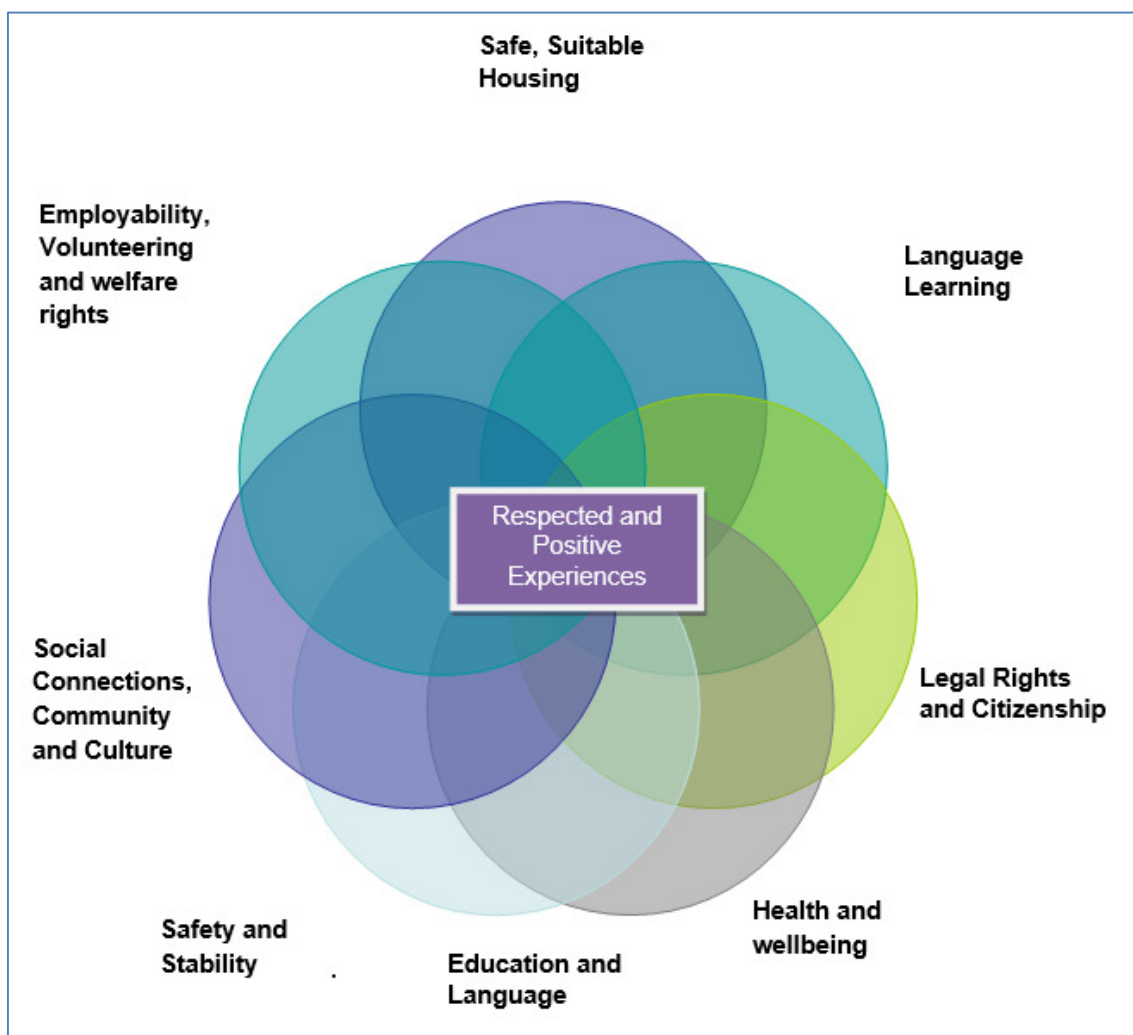 Safe, Suitable
Housing
Employability,
Volunteering
and welfare
rights
Language
Learning
Respected and
Positive
Experiences
Social
Connections,
Community
and Culture
Legal Rights
and Citizenship
Safety and
Stability .
Education and
Language
Health and
wellbeing